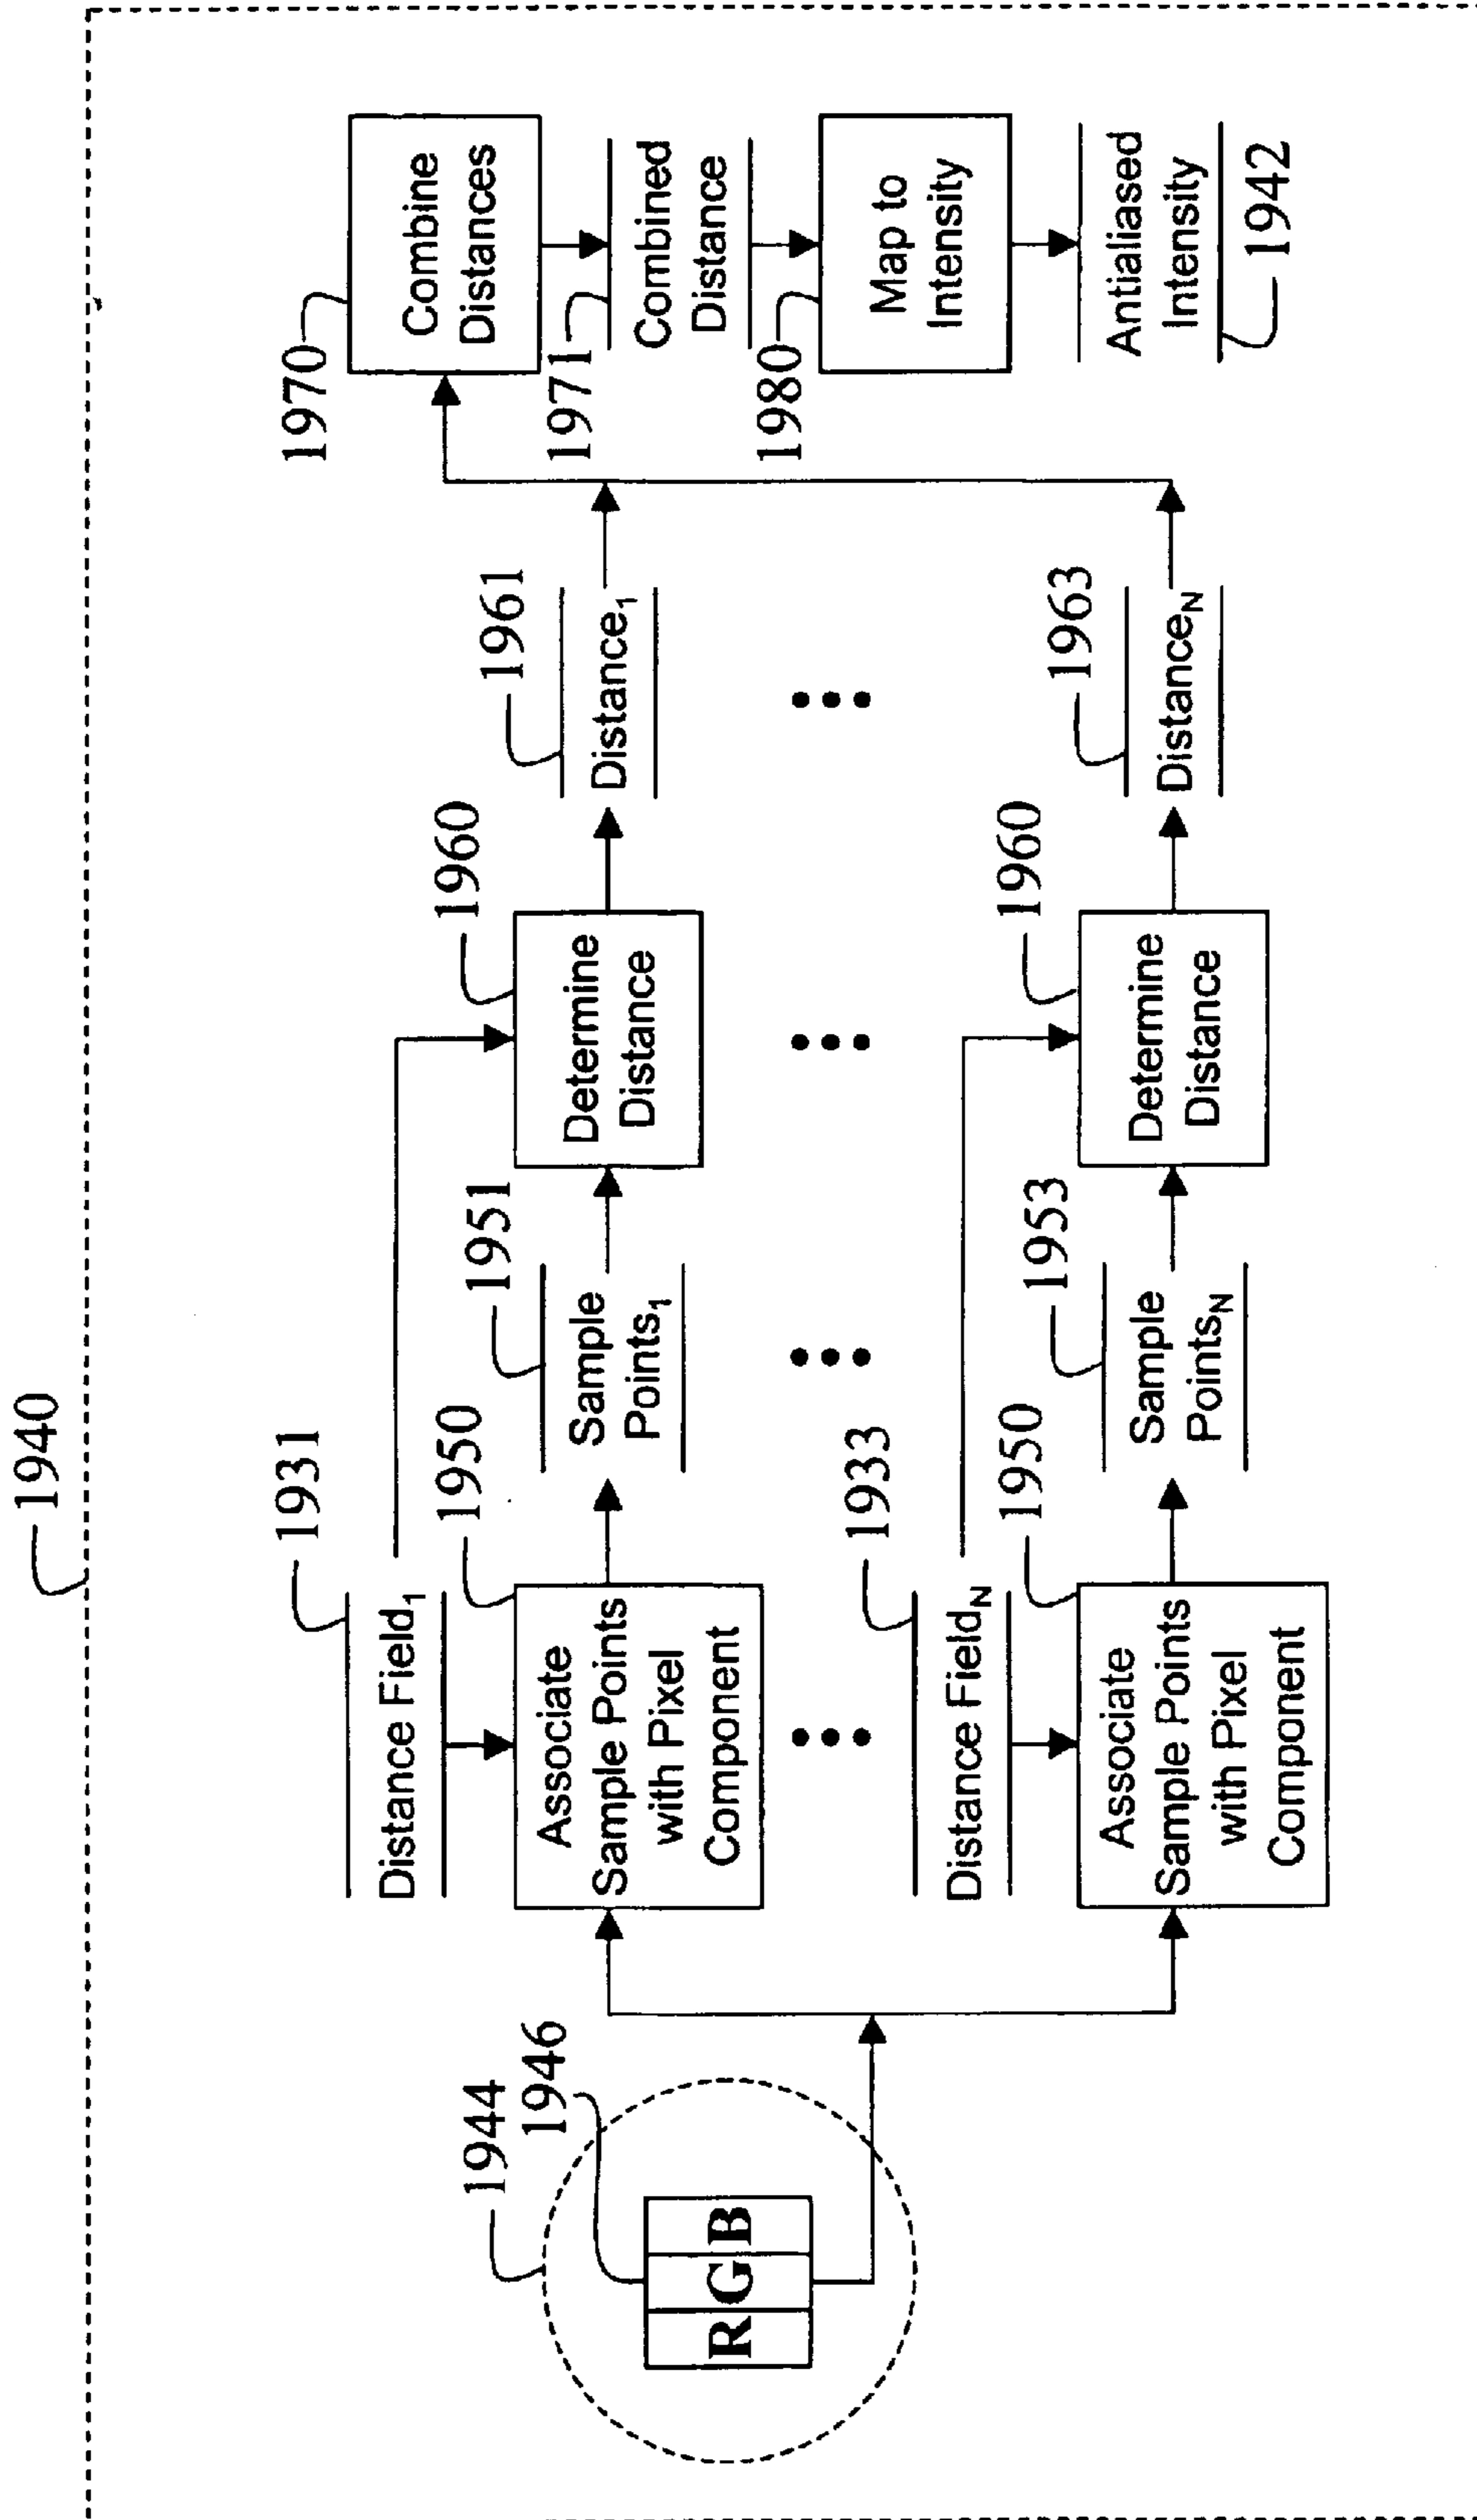 1940
1944
1946
R G B
1931
Distance Field1
1950
Associate
Sample Points
with Pixel
Component
1951
Sample
Points1
1960
Determine
Distance
1961
Distance1
1933
Distance FieldN
1950
Associate
Sample Points
with Pixel
Component
1953
Sample
PointsN
1960
Determine
Distance
1963
DistanceN
1970
Combine
Distances
1971
Combined
Distance
1980
Map to
Intensity
Antialiased
Intensity
1942